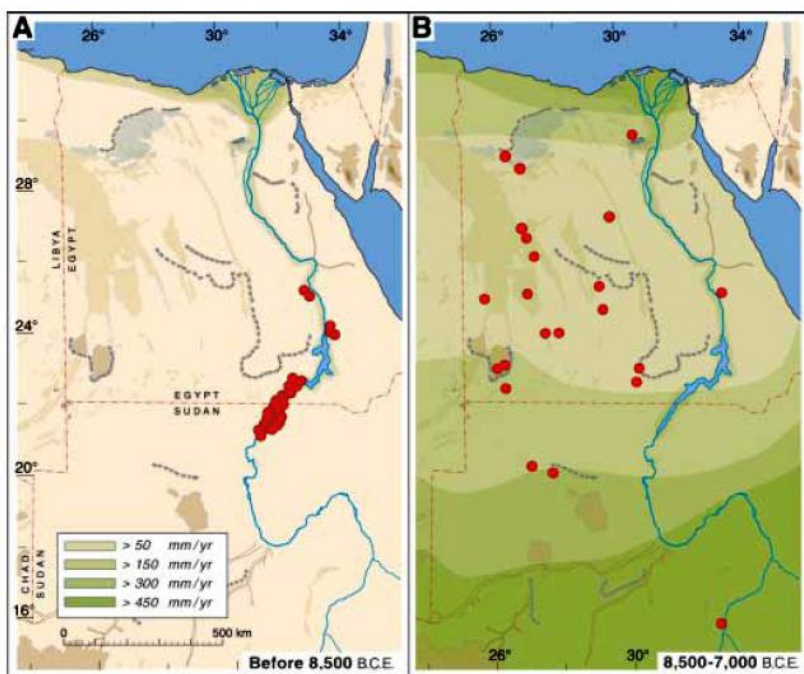 A
26°
30°
34°
28°
LIBYA
EGYPT
24°
EGYPT
SUDAN
20°
CHAD
SUDAN
16°
> 50 mm/yr
> 150 mm/yr
> 300 mm/yr
> 450 mm/yr
0 500 km
Before 8,500 B.C.E.
B
26°
30°
34°
26°
30°
8,500-7,000 B.C.E.